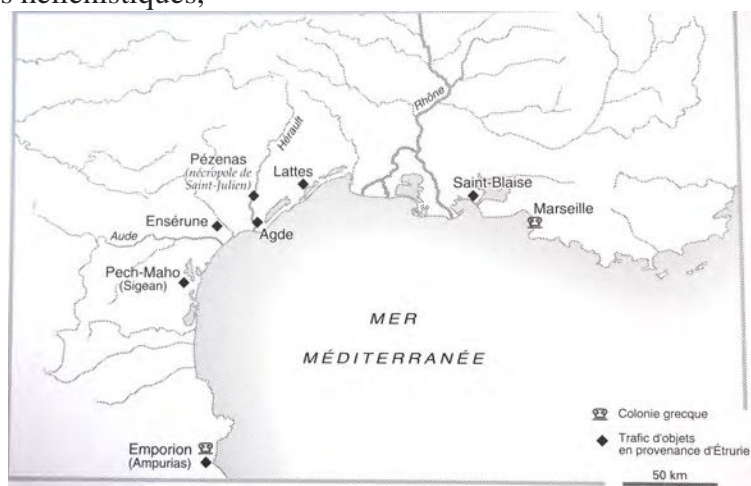 s hellénistiques,
Rhône
Hérault
Pézenas
(nécropole de
Saint-Julien)
Lattes
Saint-Blaise
Marseille
Ensérune
Agde
Aude
Pech-Maho
(Sigean)
MER
MÉDITERRANÉE
Emporion
(Ampurias)
Colonie grecque
Trafic d'objets
en provenance d'Étrurie
50 km